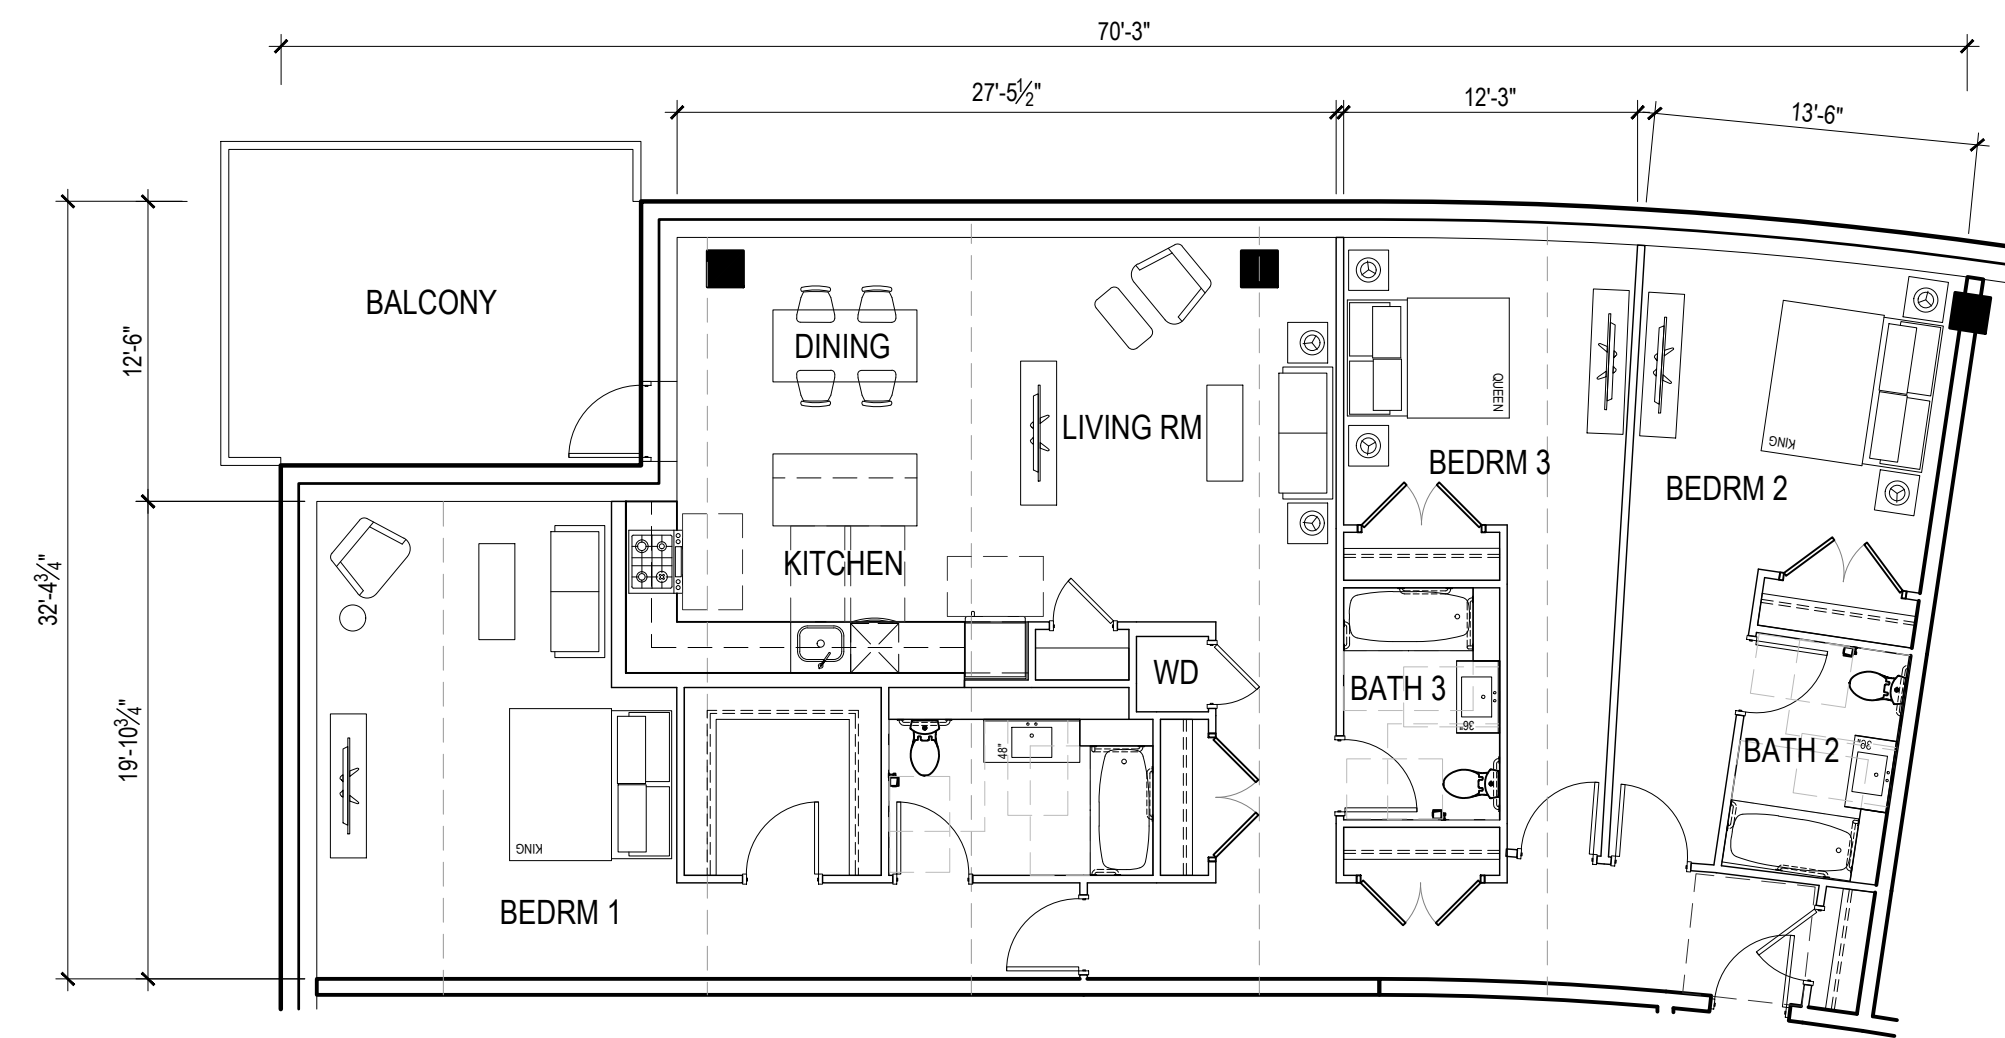 70'-3"
27'-5½"
12'-3"
13'-6"
BALCONY
12'-6"
DINING
LIVING RM
QUEEN
KING
BEDRM 3
BEDRM 2
32'-4¾"
KITCHEN
WD
BATH 3
36"
19'-10¾"
48"
BATH 2
36"
KING
BEDRM 1